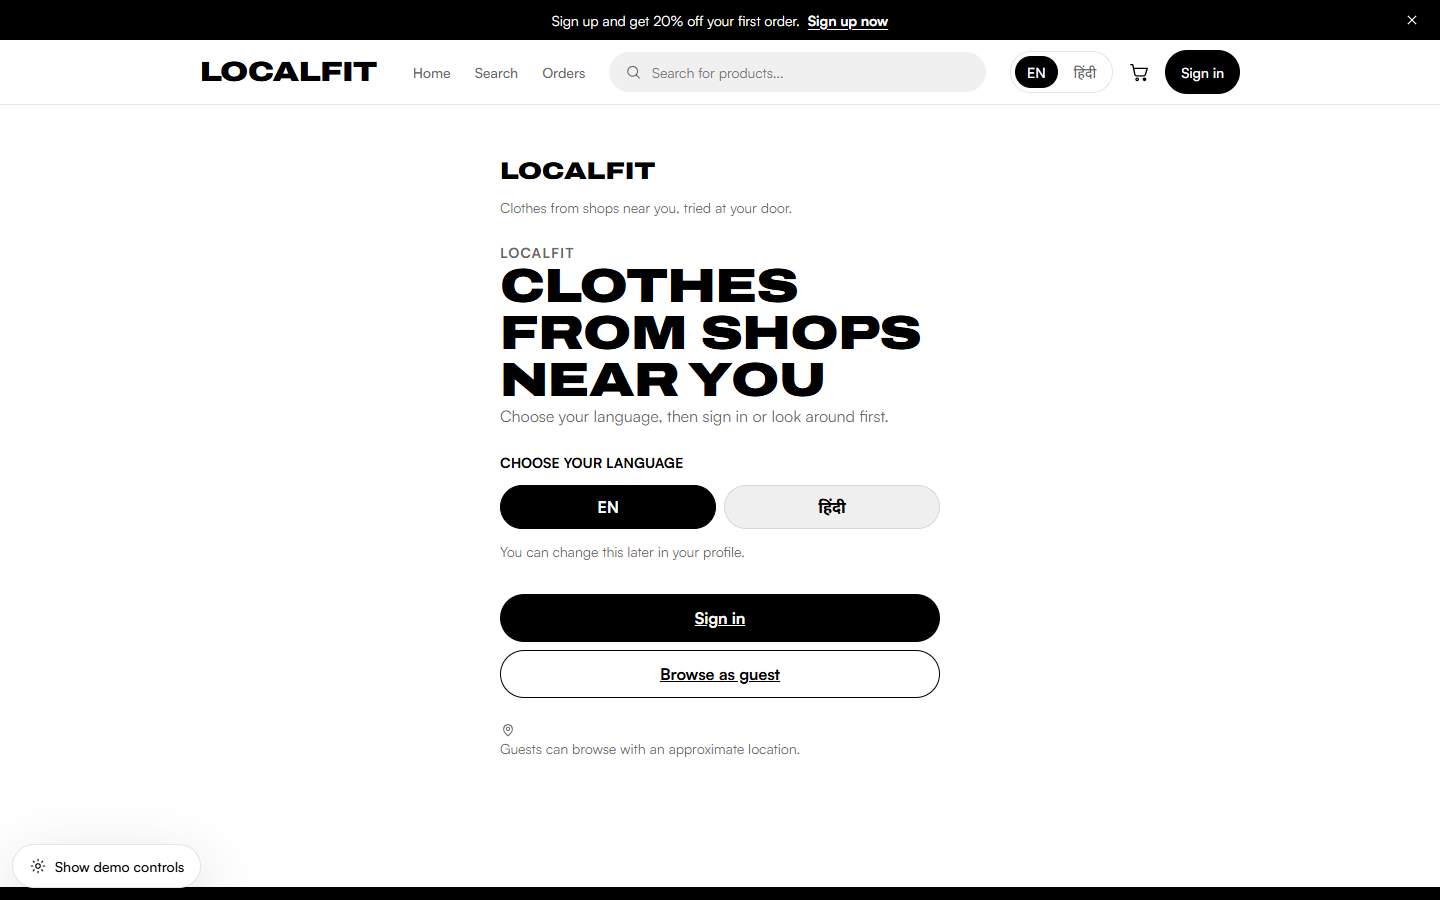 Sign up and get 20% off your first order. Sign up now
LOCALFIT
Home
Search
Orders
Search for products...
EN
हिंदी
Sign in
LOCALFIT
Clothes from shops near you, tried at your door.
LOCALFIT
CLOTHES
FROM SHOPS
NEAR YOU
Choose your language, then sign in or look around first.
CHOOSE YOUR LANGUAGE
EN
हिंदी
You can change this later in your profile.
Sign in
Browse as guest
Guests can browse with an approximate location.
Show demo controls